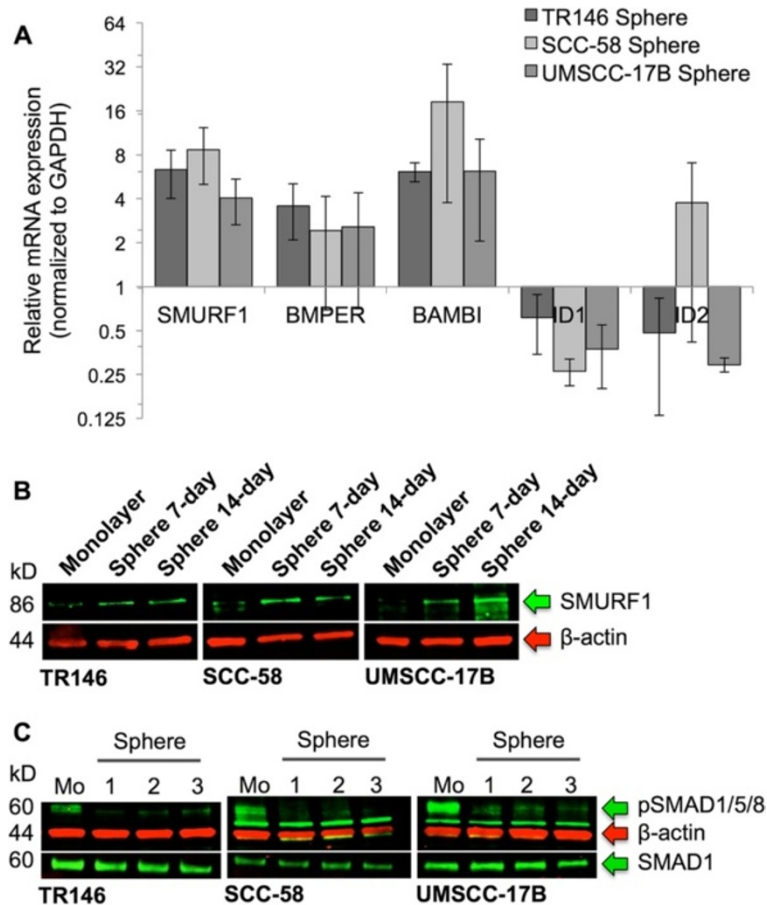 A
TR146 Sphere
SCC-58 Sphere
UMSCC-17B Sphere
Relative mRNA expression
(normalized to GAPDH)
64
32
16
8
4
2
1
0.5
0.25
0.125
SMURF1 BMPER BAMBI ID1 ID2
B
Monolayer Sphere 7-day Sphere 14-day Monolayer Sphere 7-day Sphere 14-day Monolayer Sphere 7-day Sphere 14-day
kD
86 SMURF1
44 β-actin
TR146 SCC-58 UMSCC-17B
C
Sphere Sphere Sphere
kD
Mo 1 2 3 Mo 1 2 3 Mo 1 2 3
60 pSMAD1/5/8
44 β-actin
60 SMAD1
TR146 SCC-58 UMSCC-17B